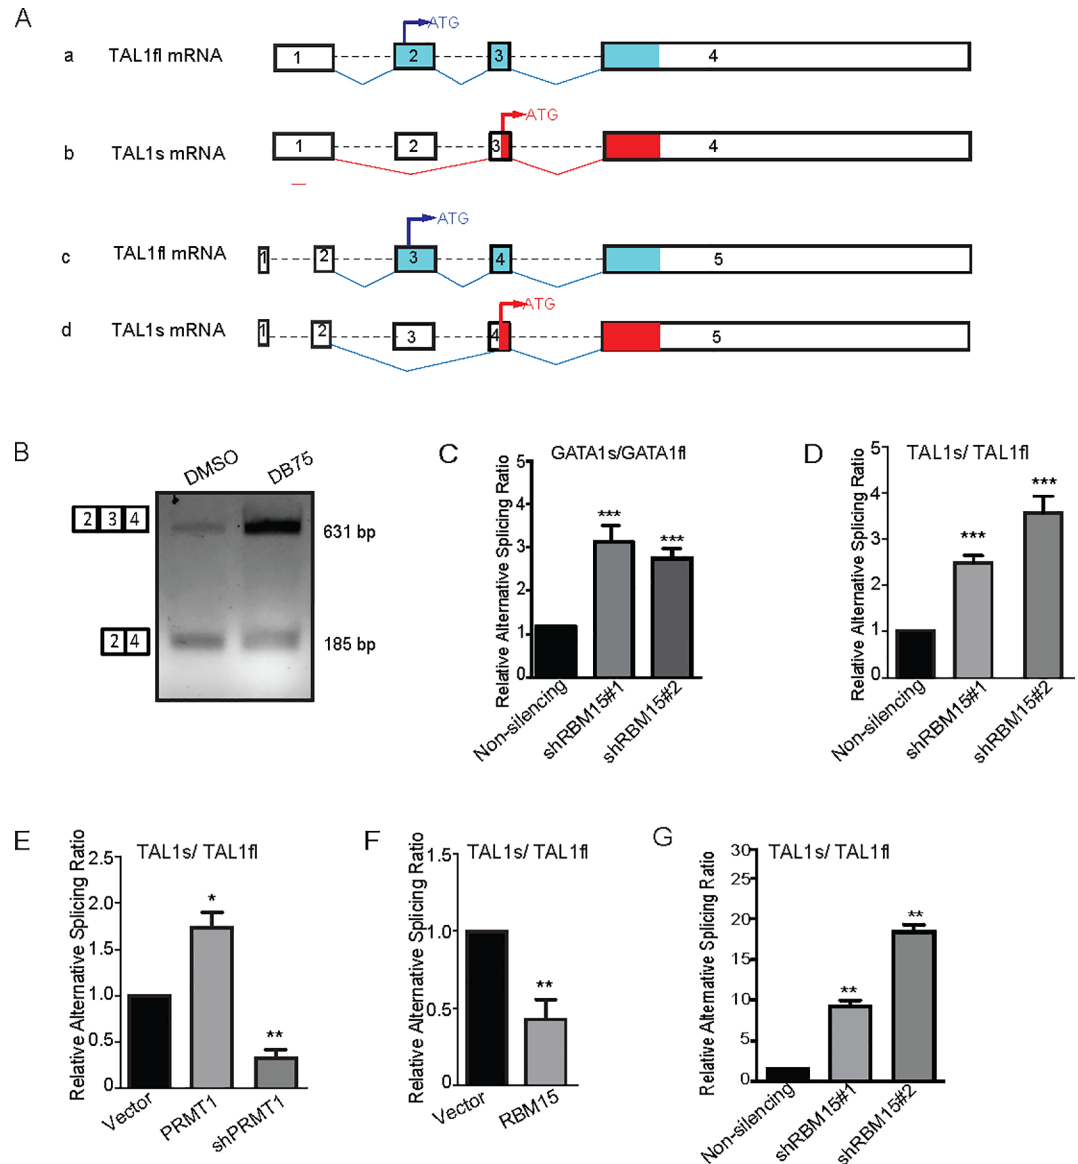 A
a TAL1fl mRNA 1 2 3 4 ATG
b TAL1s mRNA 1 2 3 4 ATG
c TAL1fl mRNA 1 2 3 4 5 ATG
d TAL1s mRNA 1 2 3 4 5 ATG
B
DMSO DB75
2 3 4 631 bp
2 4 185 bp
C
GATA1s/GATA1fl
Relative Alternative Splicing Ratio
5
4
3
2
1
0
***
***
Non-silencing
shRBM15#1
shRBM15#2
D
TAL1s/ TAL1fl
Relative Alternative Splicing Ratio
5
4
3
2
1
0
***
***
Non-silencing
shRBM15#1
shRBM15#2
E
TAL1s/ TAL1fl
Relative Alternative Splicing Ratio
2.5
2.0
1.5
1.0
0.5
0
*
**
Vector
PRMT1
shPRMT1
F
TAL1s/ TAL1fl
Relative Alternative Splicing Ratio
1.5
1.0
0.5
0
**
Vector
RBM15
G
TAL1s/ TAL1fl
Relative Alternative Splicing Ratio
30
25
20
15
10
5
0
**
**
Non-silencing
shRBM15#1
shRBM15#2